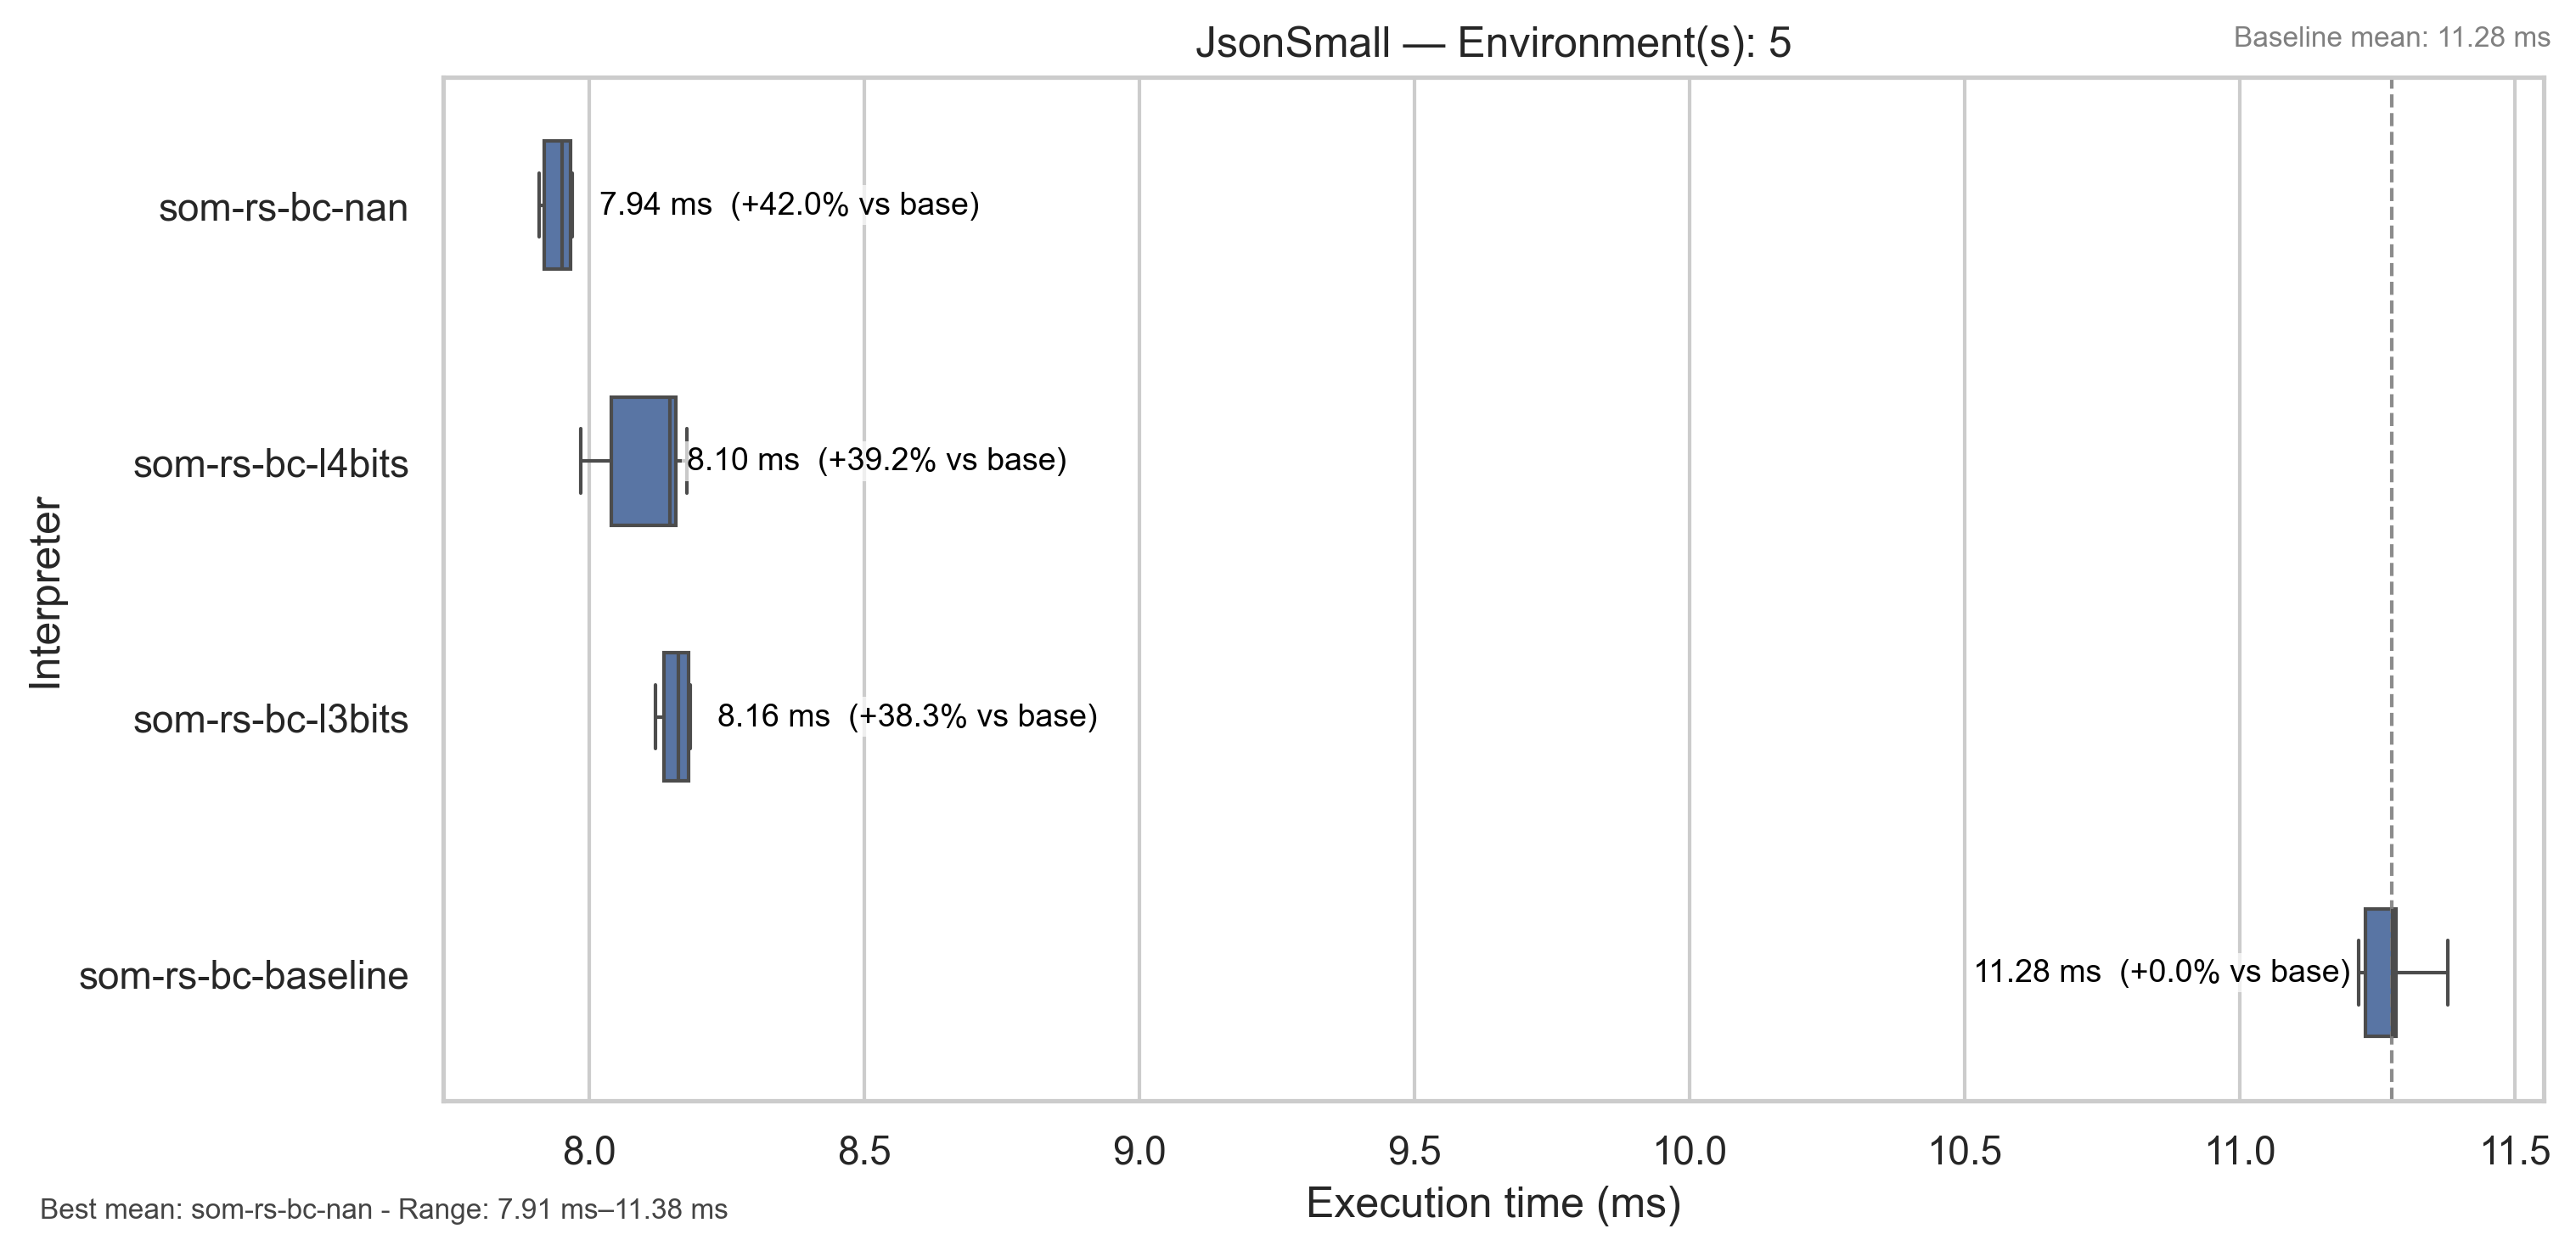 JsonSmall — Environment(s): 5
Baseline mean: 11.28 ms
Interpreter
som-rs-bc-nan
7.94 ms (+42.0% vs base)
som-rs-bc-l4bits
8.10 ms (+39.2% vs base)
som-rs-bc-l3bits
8.16 ms (+38.3% vs base)
som-rs-bc-baseline
11.28 ms (+0.0% vs base)
8.0 8.5 9.0 9.5 10.0 10.5 11.0 11.5
Execution time (ms)
Best mean: som-rs-bc-nan - Range: 7.91 ms–11.38 ms